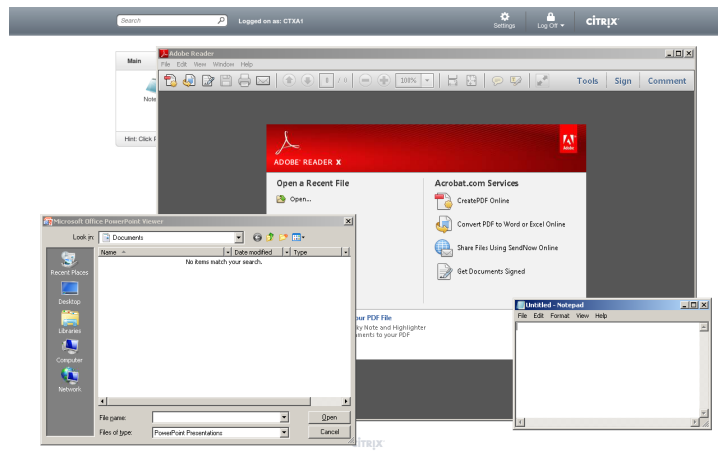 Search
Logged on as: CTXA1
Settings
Log Off
CITRIX
Main
Note
Hint: Click
Adobe Reader
File Edit View Window Help
100%
Tools Sign Comment
ADOBE® READER® X
Adobe
Open a Recent File
Open...
Acrobat.com Services
CreatePDF Online
Convert PDF to Word or Excel Online
Share Files Using SendNow Online
Get Documents Signed
our PDF File
ky Note and Highlighter
ments to your PDF
Microsoft Office PowerPoint Viewer
Look in: Documents
Name Date modified Type
No items match your search.
Recent Places
Desktop
Libraries
Computer
Network
File name:
Open
Files of type: PowerPoint Presentations
Cancel
Untitled - Notepad
File Edit Format View Help
CITRIX